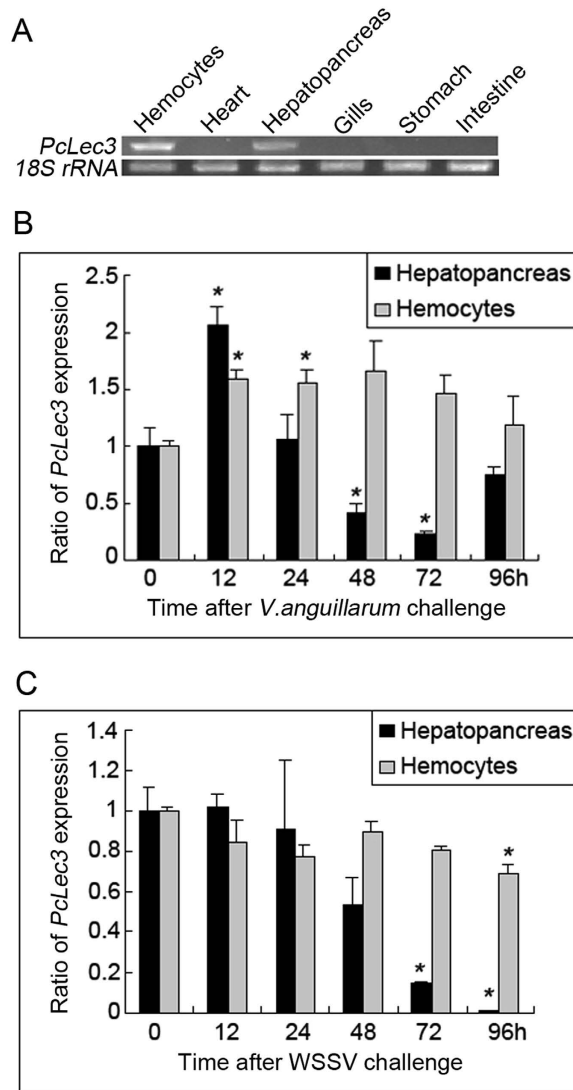 A
Hemocytes
Heart
Hepatopancreas
Gills
Stomach
Intestine
PcLec3
18S rRNA
B
Ratio of PcLec3 expression
2.5
2
1.5
1
0.5
0
Hepatopancreas
Hemocytes
*
*
*
*
*
0 12 24 48 72 96h
Time after V.anguillarum challenge
C
Ratio of PcLec3 expression
1.4
1.2
1
0.8
0.6
0.4
0.2
0
Hepatopancreas
Hemocytes
*
*
*
0 12 24 48 72 96h
Time after WSSV challenge